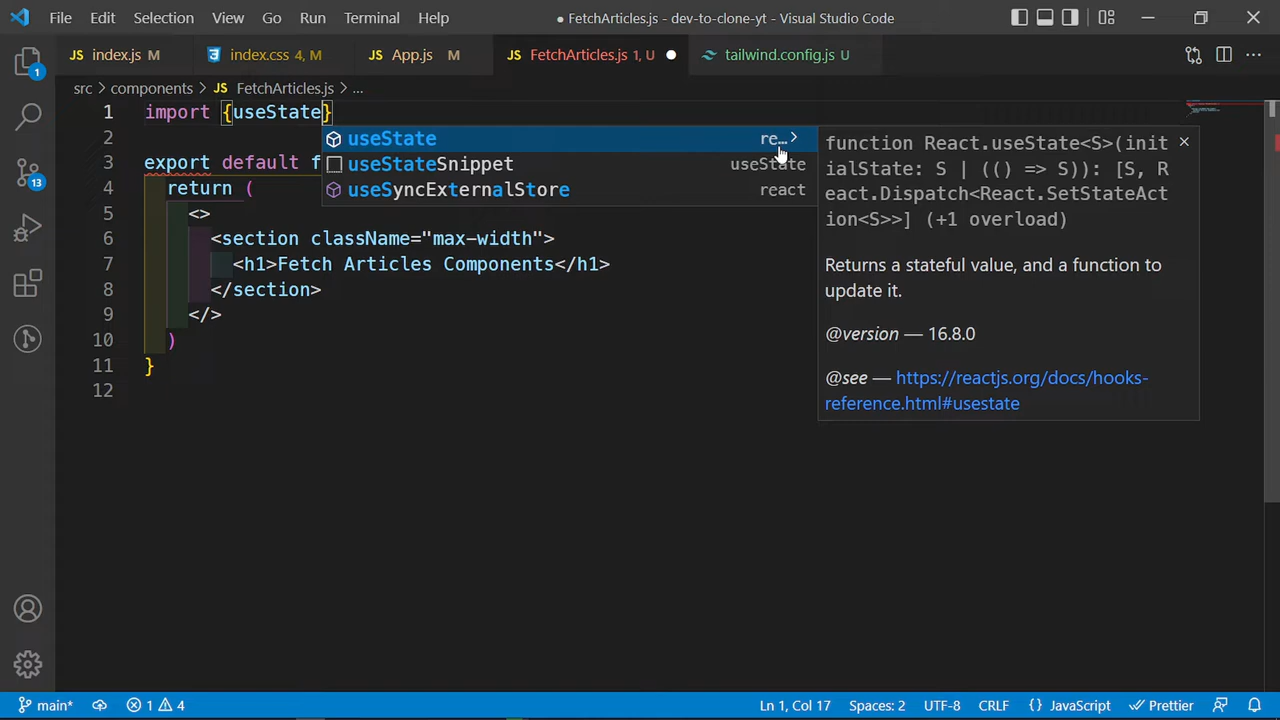 File Edit Selection View Go Run Terminal Help ● FetchArticles.js - dev-to-clone-yt - Visual Studio Code
JS index.js M index.css 4, M JS App.js M JS FetchArticles.js 1, U ● tailwind.config.js U
src > components > JS FetchArticles.js > ...
1 import {useState}
2
3 export default f
4 return (
5 <>
6 <section className="max-width">
7 <h1>Fetch Articles Components</h1>
8 </section>
9 </>
10 )
11 }
12
useState re... >
useStateSnippet useState
useSyncExternalStore react
function React.useState<S>(init
ialState: S | (() => S)): [S, R
eact.Dispatch<React.SetStateAct
ion<S>>] (+1 overload)
Returns a stateful value, and a function to
update it.
@version — 16.8.0
@see — https://reactjs.org/docs/hooks-
reference.html#usestate
1
13
main* 1 4 Ln 1, Col 17 Spaces: 2 UTF-8 CRLF { } JavaScript Prettier